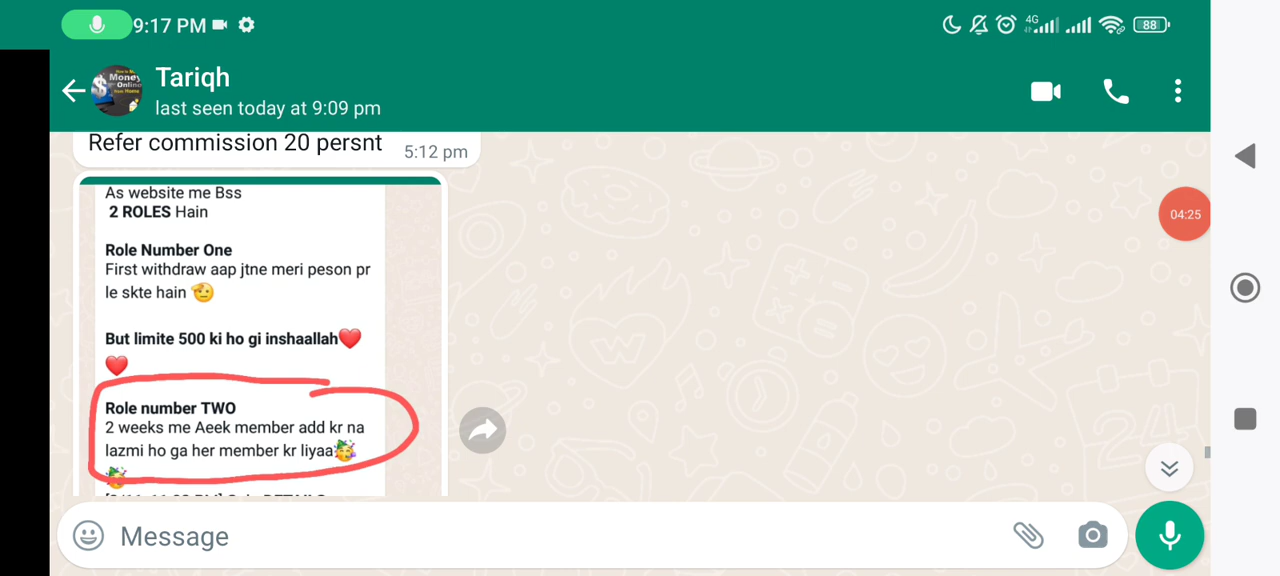 9:17 PM
4G
88
Money
Online
Tariqh
last seen today at 9:09 pm
Refer commission 20 persnt
5:12 pm
As website me Bss
2 ROLES Hain
04:25
Role Number One
First withdraw aap jtne meri peson pr
le skte hain 🫡
But limite 500 ki ho gi inshaallah❤️
❤️
Role number TWO
2 weeks me Aeek member add kr na
lazmi ho ga her member kr liyaa🥳
🥳
Message